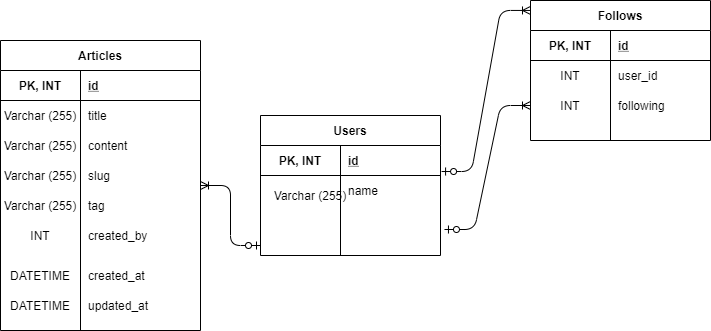 Articles
PK, INT id
Varchar (255) title
Varchar (255) content
Varchar (255) slug
Varchar (255) tag
INT created_by
DATETIME created_at
DATETIME updated_at
Users
PK, INT id
Varchar (255) name
Follows
PK, INT id
INT user_id
INT following